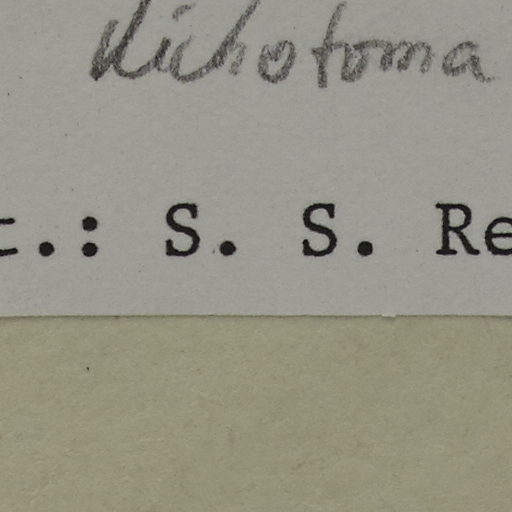 dichotoma
t.: S. S. Re